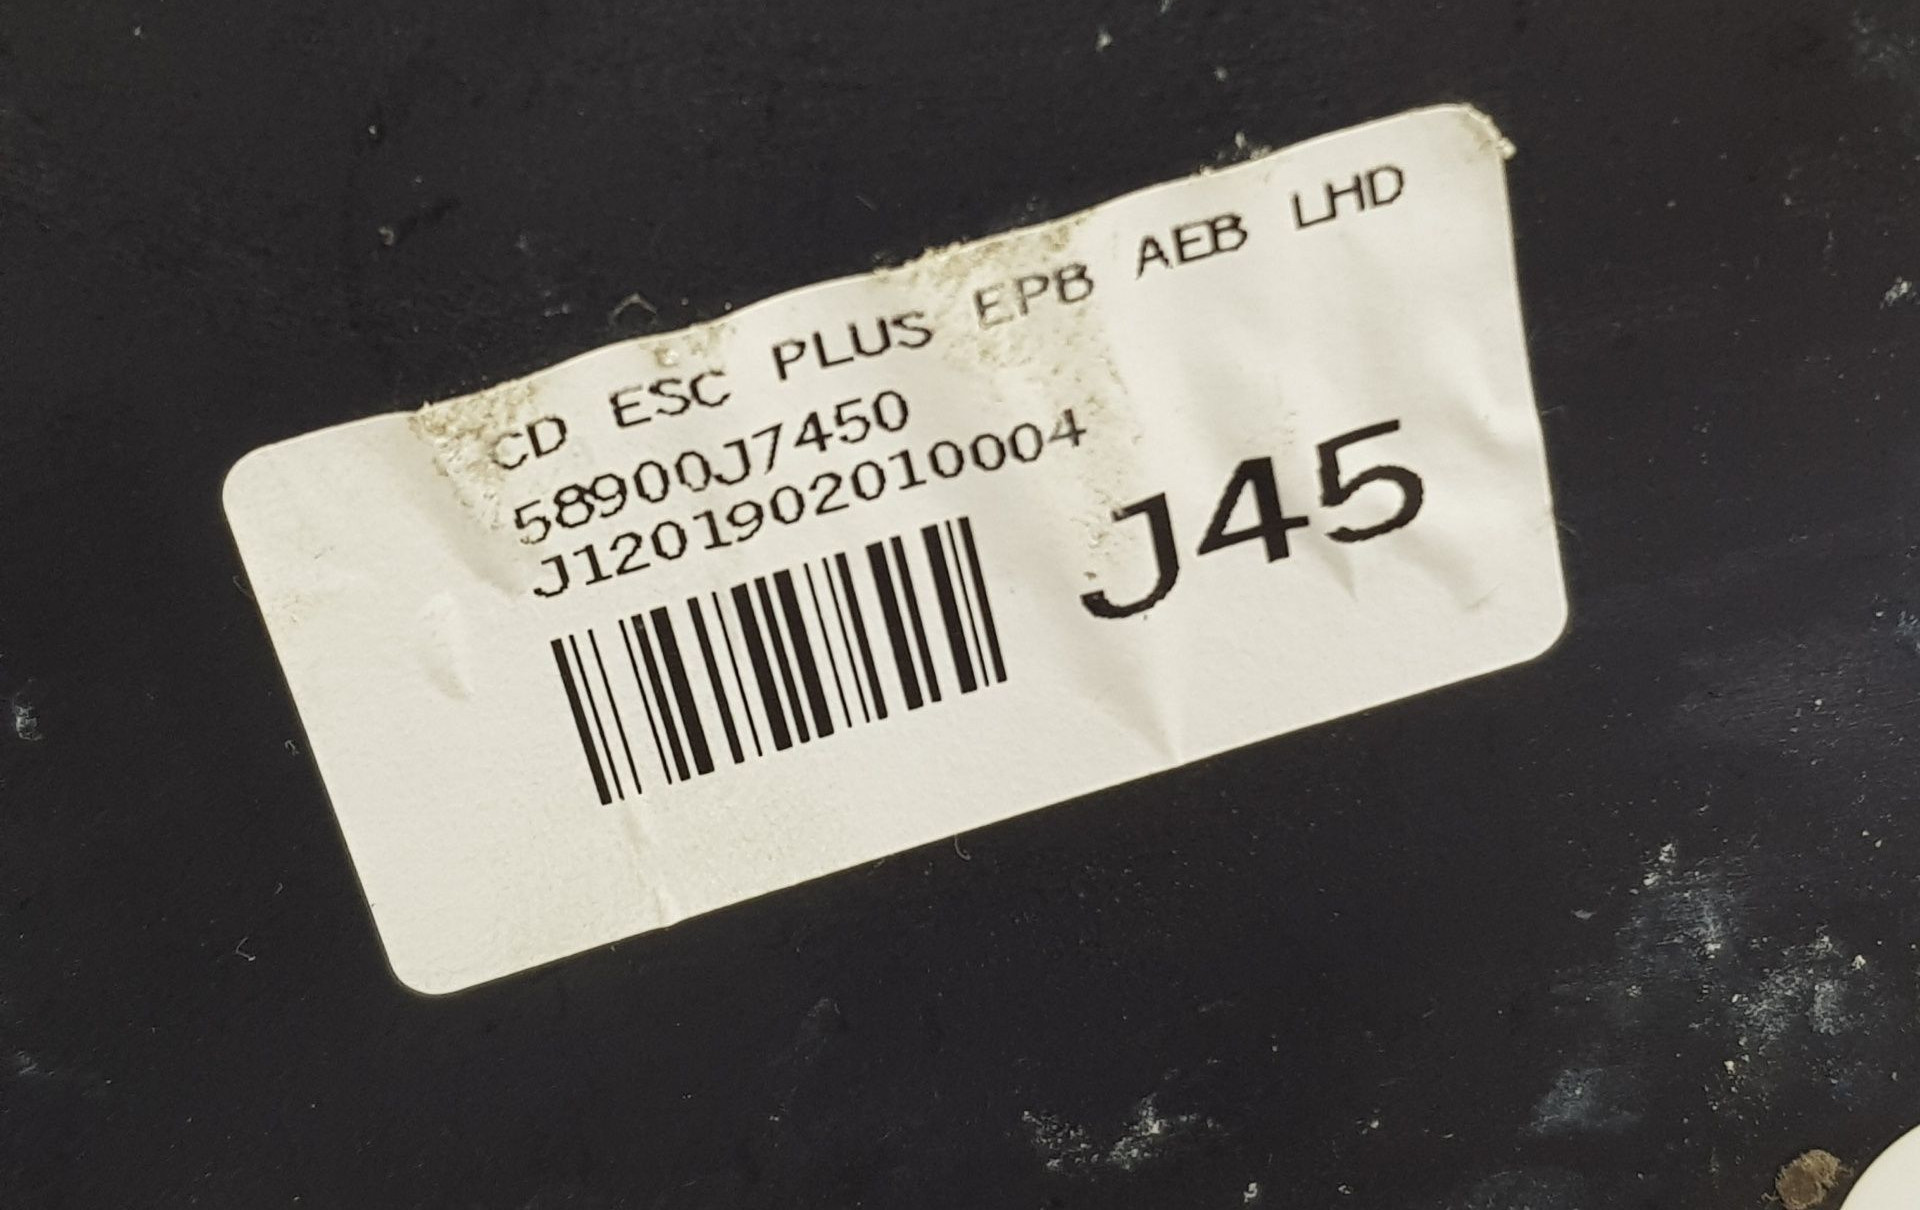 CD ESC PLUS EPB AEB LHD
58900J7450
J1201902010004
J45